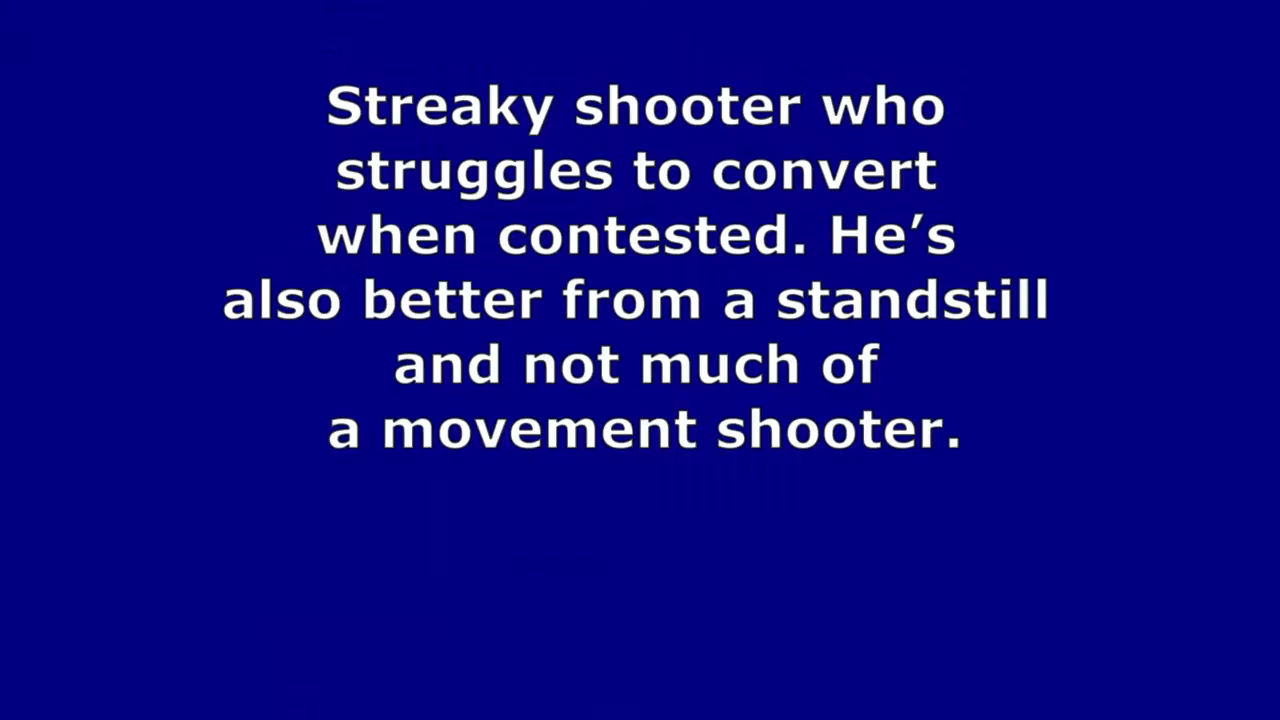 Streaky shooter who
struggles to convert
when contested. He’s
also better from a standstill
and not much of
a movement shooter.